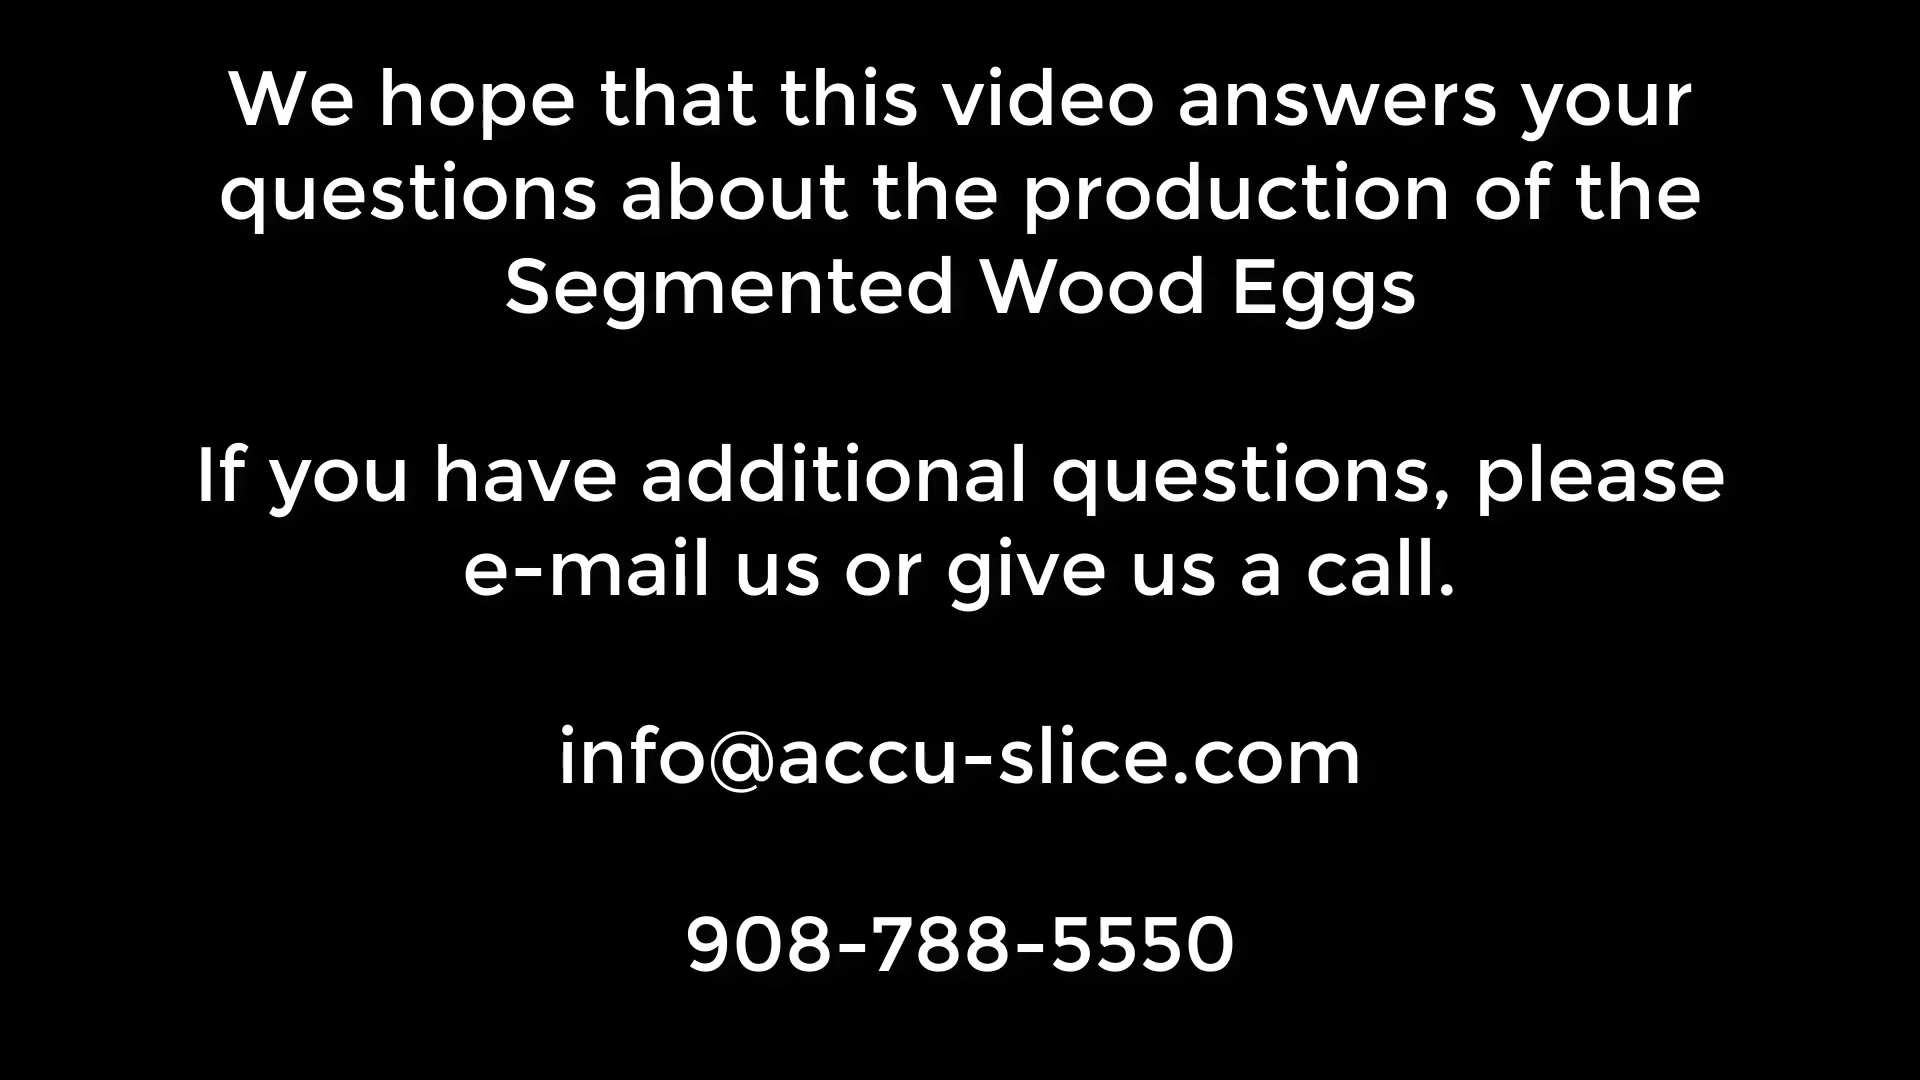 We hope that this video answers your
questions about the production of the
Segmented Wood Eggs
If you have additional questions, please
e-mail us or give us a call.
info@accu-slice.com
908-788-5550